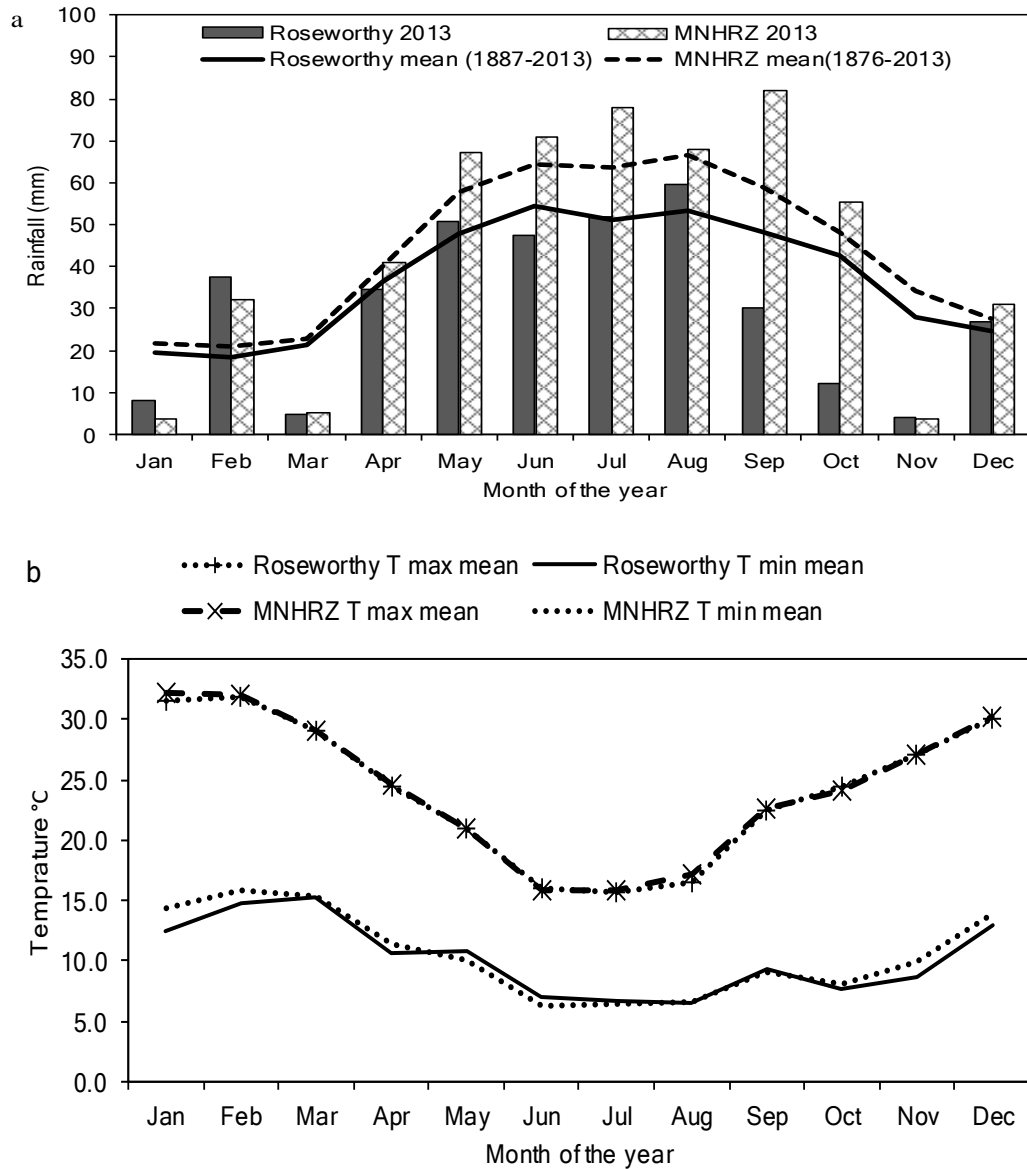 a
Roseworthy 2013 MNHRZ 2013
Roseworthy mean (1887-2013) MNHRZ mean(1876-2013)
100
90
80
70
60
50
40
30
20
10
0
Rainfall (mm)
Jan Feb Mar Apr May Jun Jul Aug Sep Oct Nov Dec
Month of the year
b
Roseworthy T max mean Roseworthy T min mean
MNHRZ T max mean MNHRZ T min mean
35.0
30.0
25.0
20.0
15.0
10.0
5.0
0.0
Temprature °C
Jan Feb Mar Apr May Jun Jul Aug Sep Oct Nov Dec
Month of the year